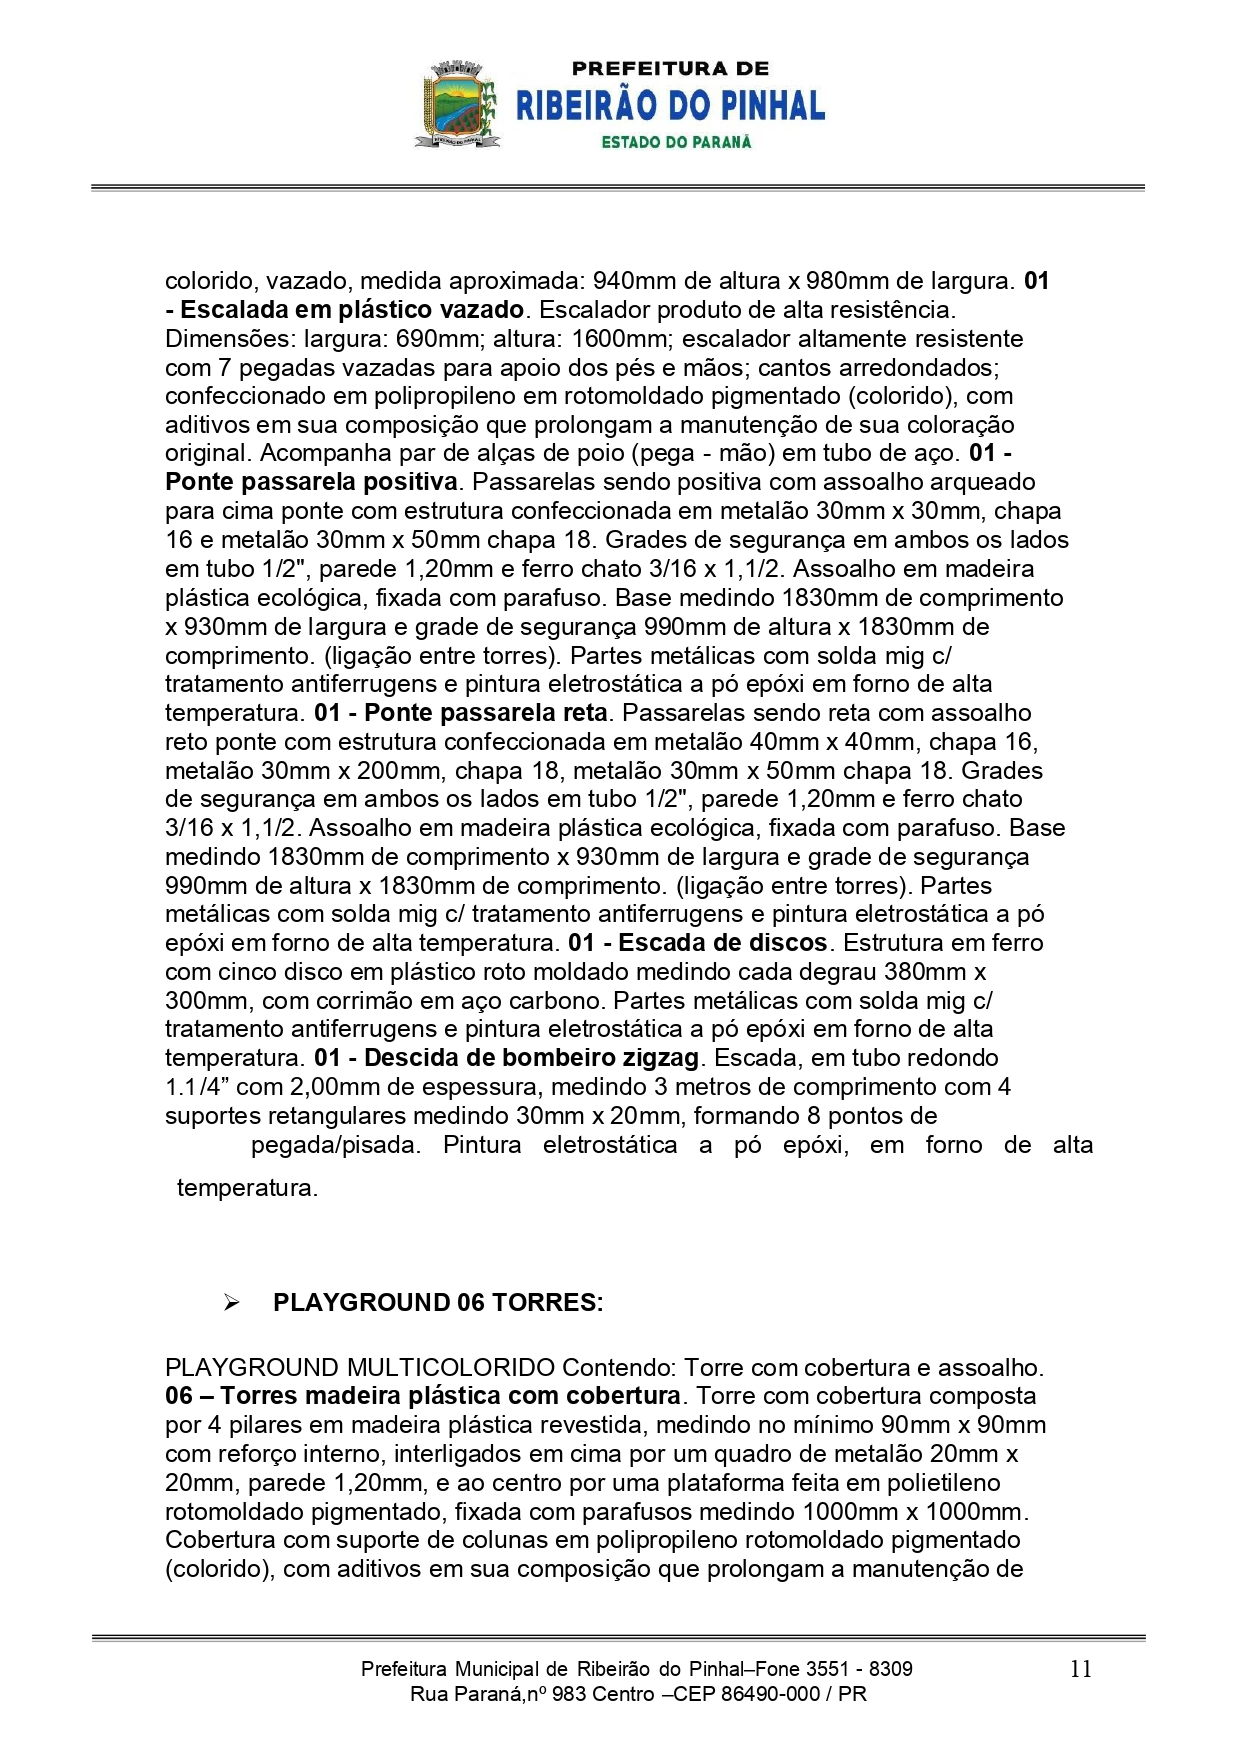 PREFEITURA DE
RIBEIRÃO DO PINHAL
ESTADO DO PARANÁ
RIBEIRÃO DO PINHAL
colorido, vazado, medida aproximada: 940mm de altura x 980mm de largura. 01
- Escalada em plástico vazado. Escalador produto de alta resistência.
Dimensões: largura: 690mm; altura: 1600mm; escalador altamente resistente
com 7 pegadas vazadas para apoio dos pés e mãos; cantos arredondados;
confeccionado em polipropileno em rotomoldado pigmentado (colorido), com
aditivos em sua composição que prolongam a manutenção de sua coloração
original. Acompanha par de alças de poio (pega - mão) em tubo de aço. 01 -
Ponte passarela positiva. Passarelas sendo positiva com assoalho arqueado
para cima ponte com estrutura confeccionada em metalão 30mm x 30mm, chapa
16 e metalão 30mm x 50mm chapa 18. Grades de segurança em ambos os lados
em tubo 1/2", parede 1,20mm e ferro chato 3/16 x 1,1/2. Assoalho em madeira
plástica ecológica, fixada com parafuso. Base medindo 1830mm de comprimento
x 930mm de largura e grade de segurança 990mm de altura x 1830mm de
comprimento. (ligação entre torres). Partes metálicas com solda mig c/
tratamento antiferrugens e pintura eletrostática a pó epóxi em forno de alta
temperatura. 01 - Ponte passarela reta. Passarelas sendo reta com assoalho
reto ponte com estrutura confeccionada em metalão 40mm x 40mm, chapa 16,
metalão 30mm x 200mm, chapa 18, metalão 30mm x 50mm chapa 18. Grades
de segurança em ambos os lados em tubo 1/2", parede 1,20mm e ferro chato
3/16 x 1,1/2. Assoalho em madeira plástica ecológica, fixada com parafuso. Base
medindo 1830mm de comprimento x 930mm de largura e grade de segurança
990mm de altura x 1830mm de comprimento. (ligação entre torres). Partes
metálicas com solda mig c/ tratamento antiferrugens e pintura eletrostática a pó
epóxi em forno de alta temperatura. 01 - Escada de discos. Estrutura em ferro
com cinco disco em plástico roto moldado medindo cada degrau 380mm x
300mm, com corrimão em aço carbono. Partes metálicas com solda mig c/
tratamento antiferrugens e pintura eletrostática a pó epóxi em forno de alta
temperatura. 01 - Descida de bombeiro zigzag. Escada, em tubo redondo
1.1/4” com 2,00mm de espessura, medindo 3 metros de comprimento com 4
suportes retangulares medindo 30mm x 20mm, formando 8 pontos de
pegada/pisada. Pintura eletrostática a pó epóxi, em forno de alta
temperatura.
➢ PLAYGROUND 06 TORRES:
PLAYGROUND MULTICOLORIDO Contendo: Torre com cobertura e assoalho.
06 – Torres madeira plástica com cobertura. Torre com cobertura composta
por 4 pilares em madeira plástica revestida, medindo no mínimo 90mm x 90mm
com reforço interno, interligados em cima por um quadro de metalão 20mm x
20mm, parede 1,20mm, e ao centro por uma plataforma feita em polietileno
rotomoldado pigmentado, fixada com parafusos medindo 1000mm x 1000mm.
Cobertura com suporte de colunas em polipropileno rotomoldado pigmentado
(colorido), com aditivos em sua composição que prolongam a manutenção de
Prefeitura Municipal de Ribeirão do Pinhal–Fone 3551 - 8309 11
Rua Paraná,nº 983 Centro –CEP 86490-000 / PR